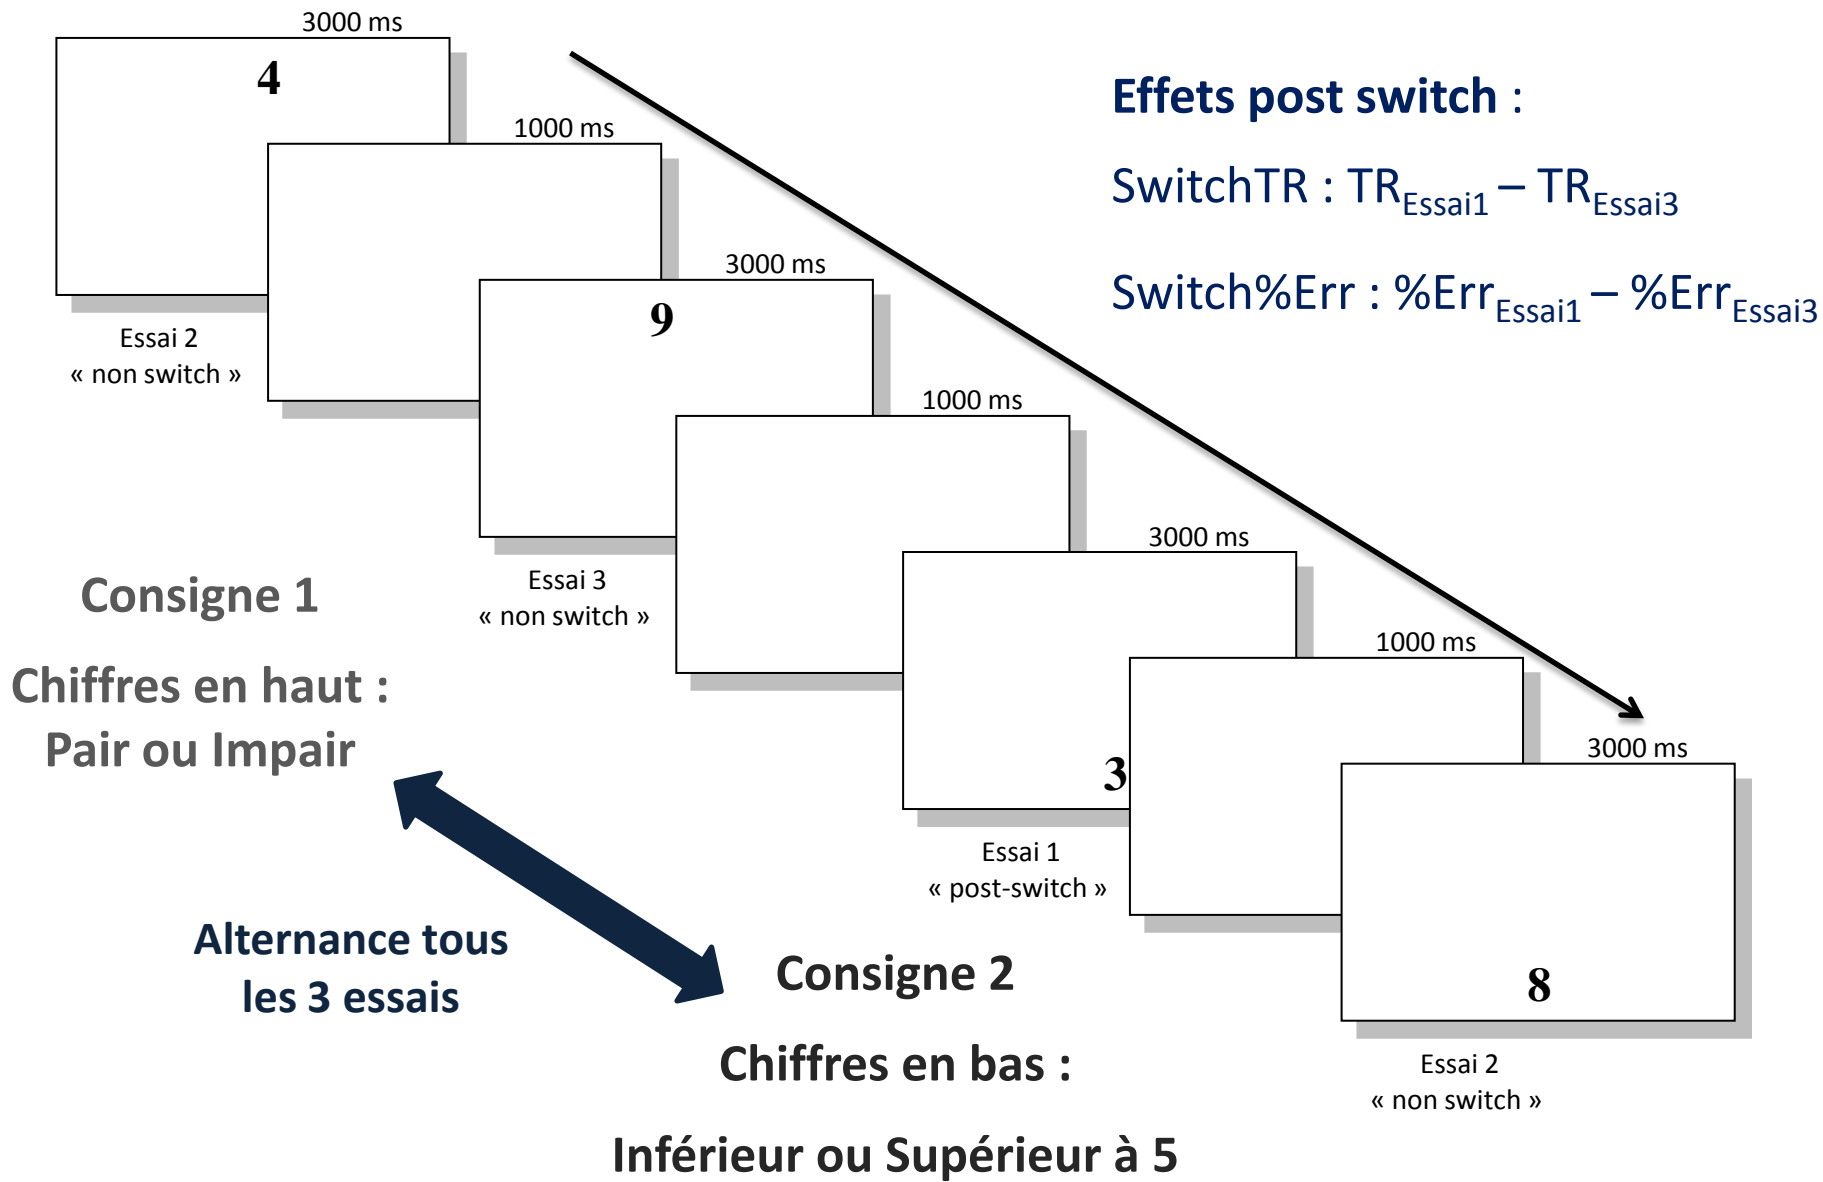 3000 ms
4
Essai 2
« non switch »
1000 ms
3000 ms
9
Essai 3
« non switch »
1000 ms
3000 ms
3
Essai 1
« post-switch »
1000 ms
3000 ms
8
Essai 2
« non switch »
Effets post switch :
SwitchTR : TREssai1 – TREssai3
Switch%Err : %ErrEssai1 – %ErrEssai3
Consigne 1
Chiffres en haut :
Pair ou Impair
Alternance tous
les 3 essais
Consigne 2
Chiffres en bas :
Inférieur ou Supérieur à 5